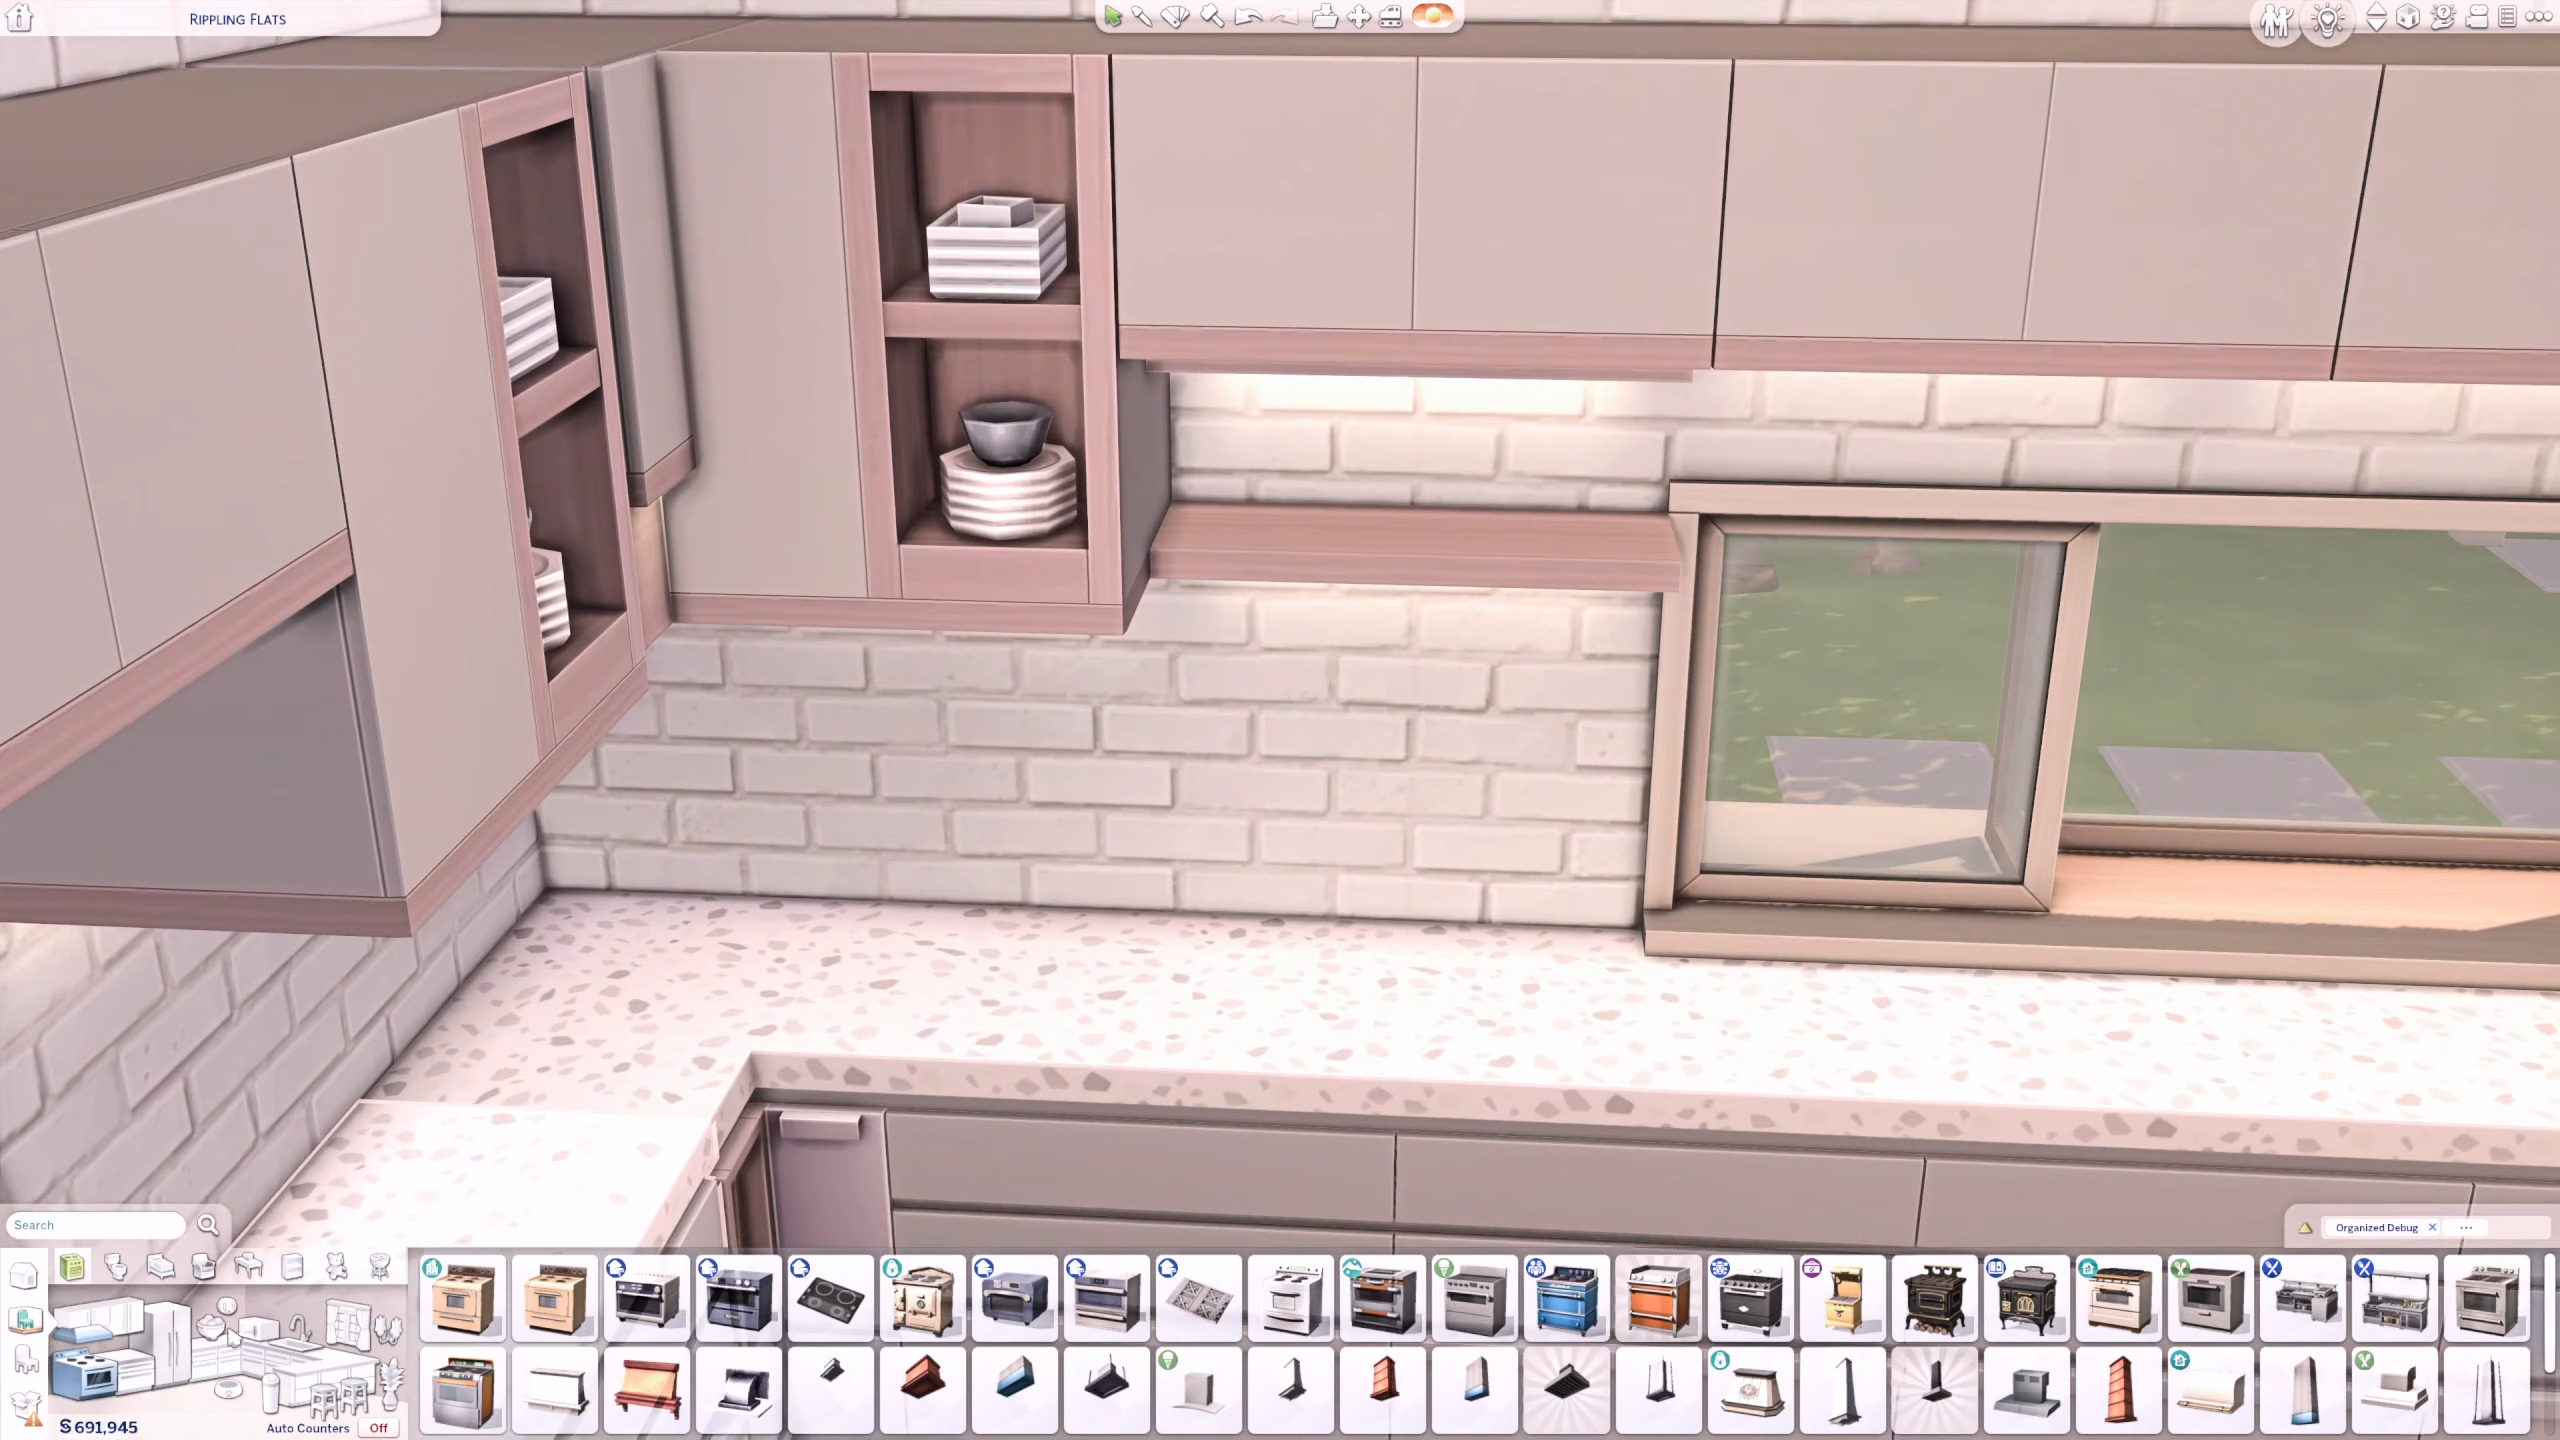 RIPPLING FLATS
Search
Organized Debug
§691,945
Auto Counters
Off